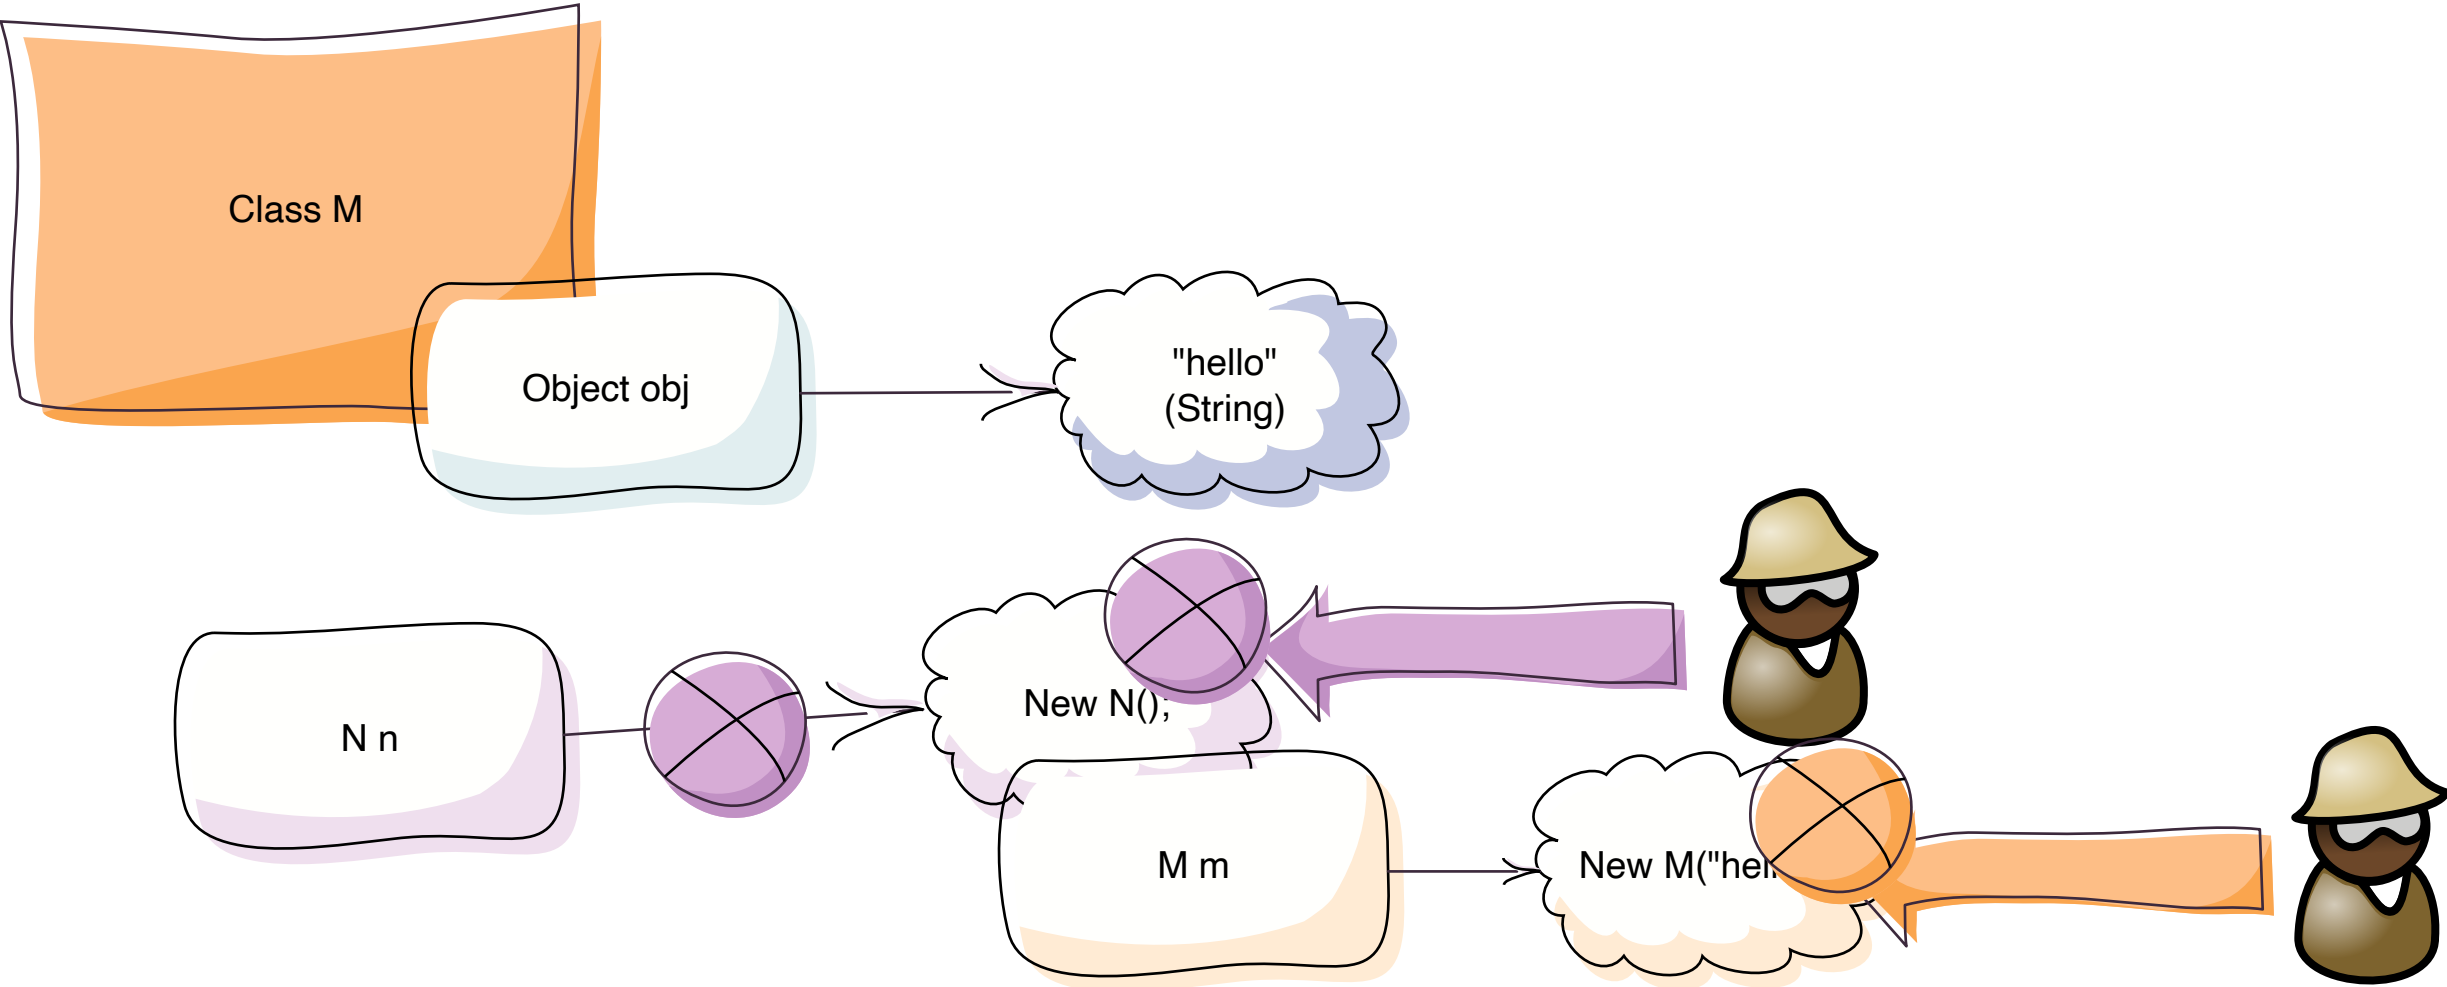 Class M
Object obj
"hello"
(String)
N n
New N();
M m
New M("hel